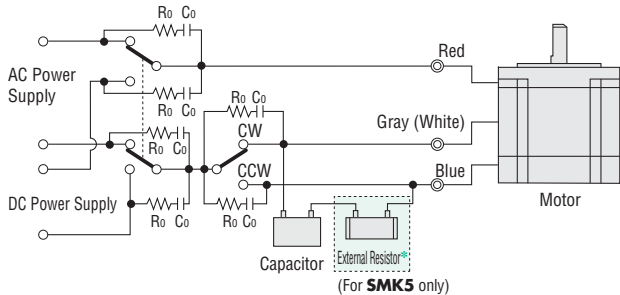 R₀ C₀
Red
AC Power
Supply
R₀ C₀
R₀ C₀
Gray (White)
CW
R₀ C₀
CCW
Blue
DC Power Supply
R₀ C₀
R₀ C₀
Motor
Capacitor
External Resistor*
(For SMK5 only)